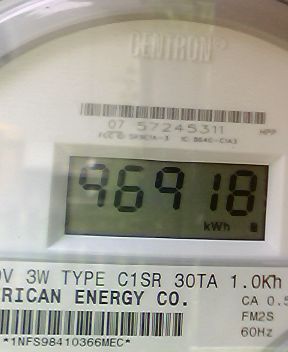 CENTRON®
07 57245311 HPP
96918
kWh
0V 3W TYPE C1SR 30TA 1.0Kh
RICAN ENERGY CO.
CA 0.5
FM2S
60Hz
*1NFS98410366MEC*